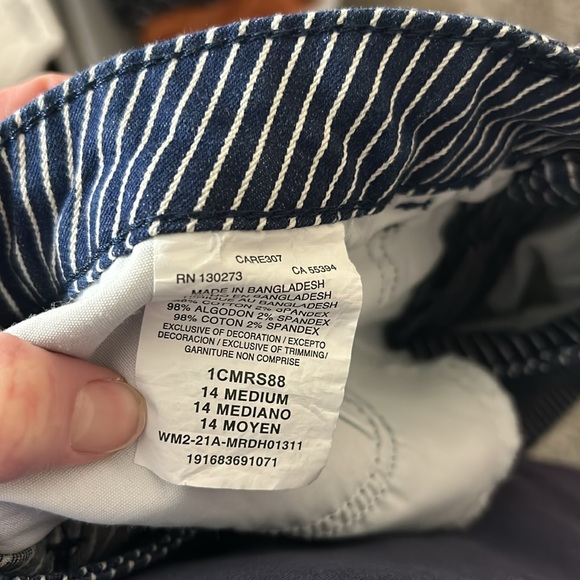 CARE307
RN 130273 CA 55394
MADE IN BANGLADESH
BANGLADESH
98% COTTON 2% SPANDEX
98% ALGODON 2% SPANDEX
98% COTON 2% SPANDEX
EXCLUSIVE OF DECORATION / EXCEPTO
DECORACION / EXCLUSIVE OF TRIMMING/
GARNITURE NON COMPRISE
1CMRS88
14 MEDIUM
14 MEDIANO
14 MOYEN
WM2-21A-MRDH01311
191683691071